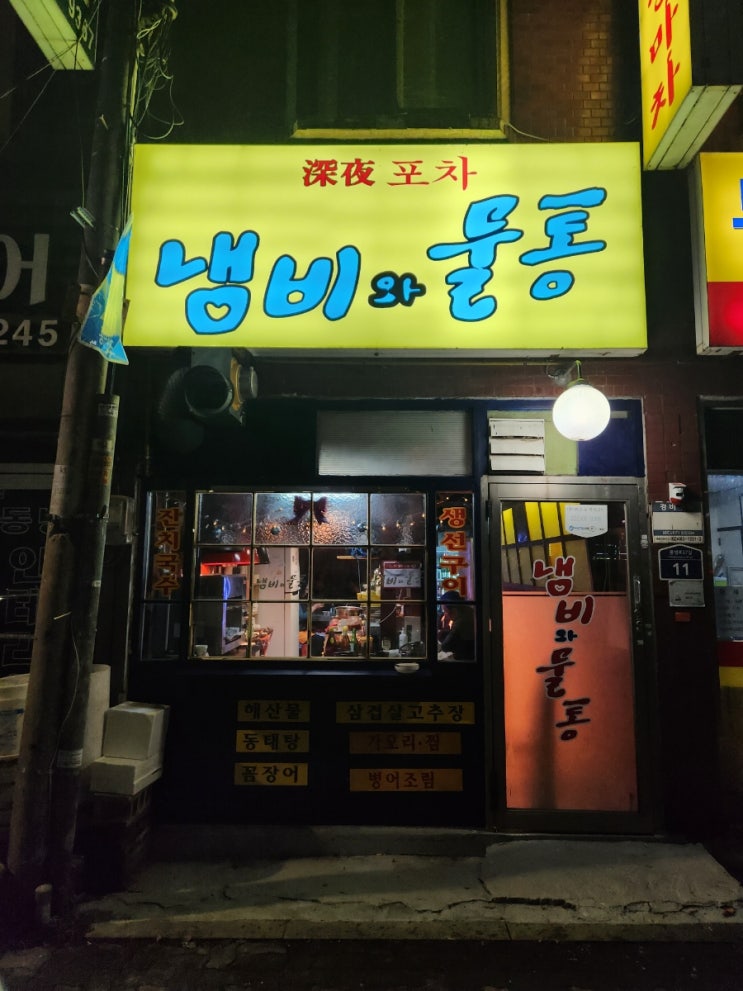 深夜 포차
냄비와 물통
어
245
잔치국수
생선구이
냄비와물통
냄비
와
물통
해산물
삼겹살고추장
동태탕
가오리·찜
꼼장어
병어조림
11